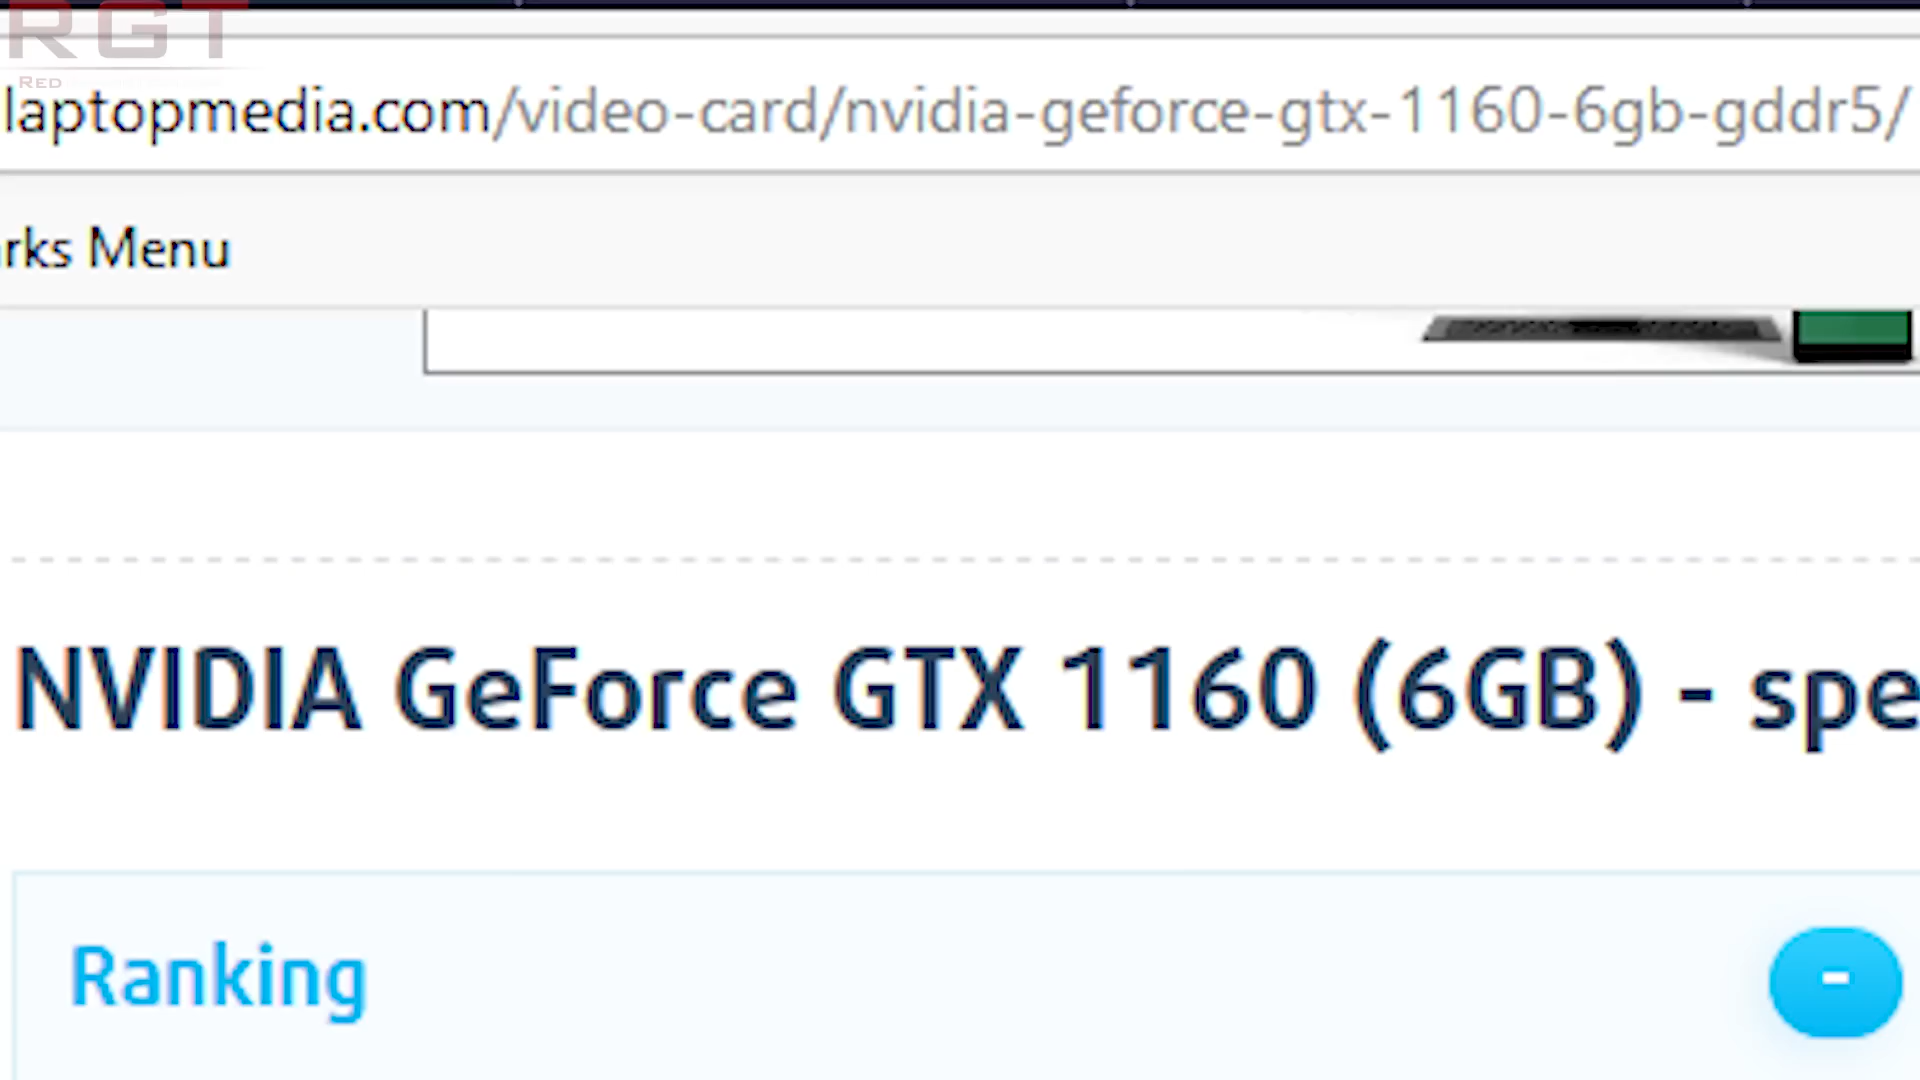 RGT
RED
laptopmedia.com/video-card/nvidia-geforce-gtx-1160-6gb-gddr5/
rks Menu
NVIDIA GeForce GTX 1160 (6GB) - spe
Ranking
-